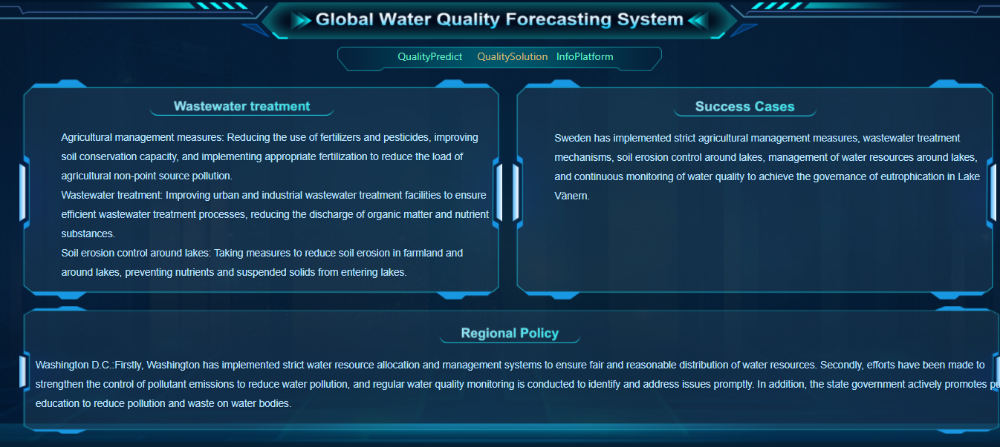 Global Water Quality Forecasting System
QualityPredict QualitySolution InfoPlatform
Wastewater treatment
Agricultural management measures: Reducing the use of fertilizers and pesticides, improving
soil conservation capacity, and implementing appropriate fertilization to reduce the load of
agricultural non-point source pollution.
Wastewater treatment: Improving urban and industrial wastewater treatment facilities to ensure
efficient wastewater treatment processes, reducing the discharge of organic matter and nutrient
substances.
Soil erosion control around lakes: Taking measures to reduce soil erosion in farmland and
around lakes, preventing nutrients and suspended solids from entering lakes.
Success Cases
Sweden has implemented strict agricultural management measures, wastewater treatment
mechanisms, soil erosion control around lakes, management of water resources around lakes,
and continuous monitoring of water quality to achieve the governance of eutrophication in Lake
Vänern.
Regional Policy
Washington D.C.:Firstly, Washington has implemented strict water resource allocation and management systems to ensure fair and reasonable distribution of water resources. Secondly, efforts have been made to
strengthen the control of pollutant emissions to reduce water pollution, and regular water quality monitoring is conducted to identify and address issues promptly. In addition, the state government actively promotes
education to reduce pollution and waste on water bodies.